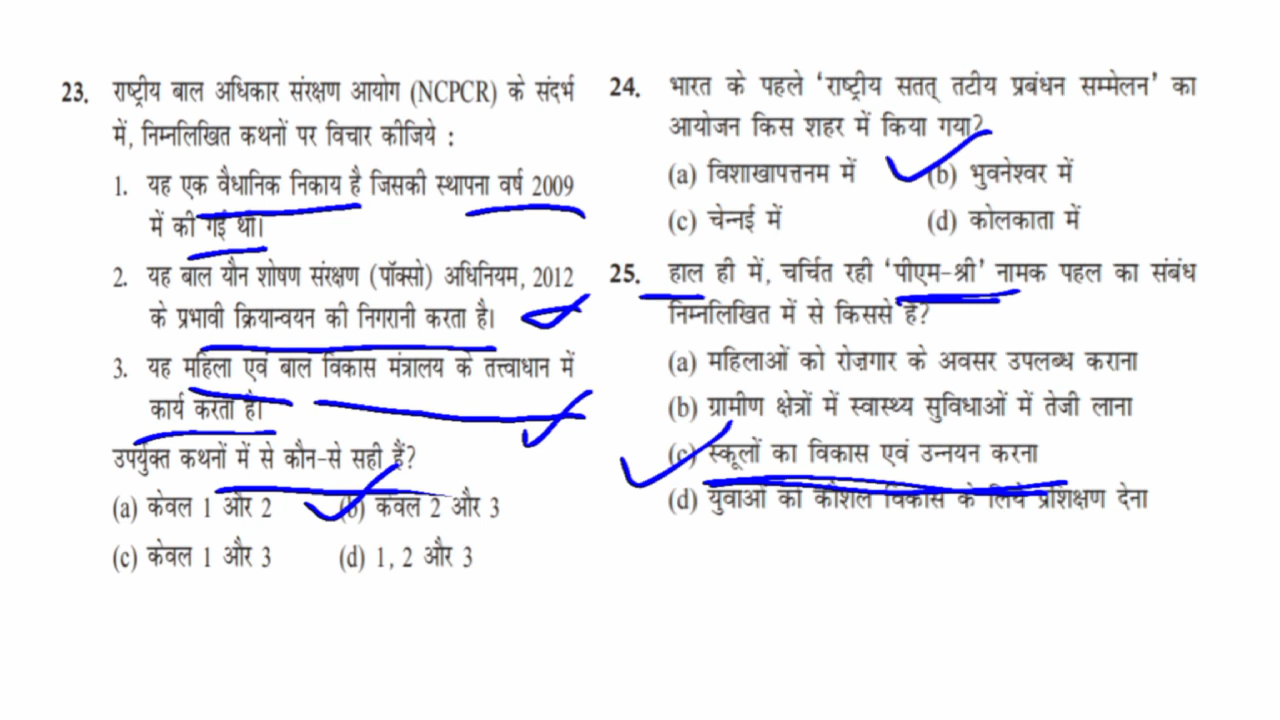 23. राष्ट्रीय बाल अधिकार संरक्षण आयोग (NCPCR) के संदर्भ
में, निम्नलिखित कथनों पर विचार कीजिये :
1. यह एक वैधानिक निकाय है जिसकी स्थापना वर्ष 2009
में की गई था।
2. यह बाल यौन शोषण संरक्षण (पॉक्सो) अधिनियम, 2012
के प्रभावी क्रियान्वयन की निगरानी करता है।
3. यह महिला एवं बाल विकास मंत्रालय के तत्त्वाधान में
कार्य करता है।
उपर्युक्त कथनों में से कौन-से सही हैं?
(a) केवल 1 और 2 (b) केवल 2 और 3
(c) केवल 1 और 3 (d) 1, 2 और 3
24. भारत के पहले 'राष्ट्रीय सतत् तटीय प्रबंधन सम्मेलन' का
आयोजन किस शहर में किया गया?
(a) विशाखापत्तनम में (b) भुवनेश्वर में
(c) चेन्नई में (d) कोलकाता में
25. हाल ही में, चर्चित रही 'पीएम-श्री' नामक पहल का संबंध
निम्नलिखित में से किससे है?
(a) महिलाओं को रोज़गार के अवसर उपलब्ध कराना
(b) ग्रामीण क्षेत्रों में स्वास्थ्य सुविधाओं में तेजी लाना
(c) स्कूलों का विकास एवं उन्नयन करना
(d) युवाओं को कौशल विकास के लिये प्रशिक्षण देना